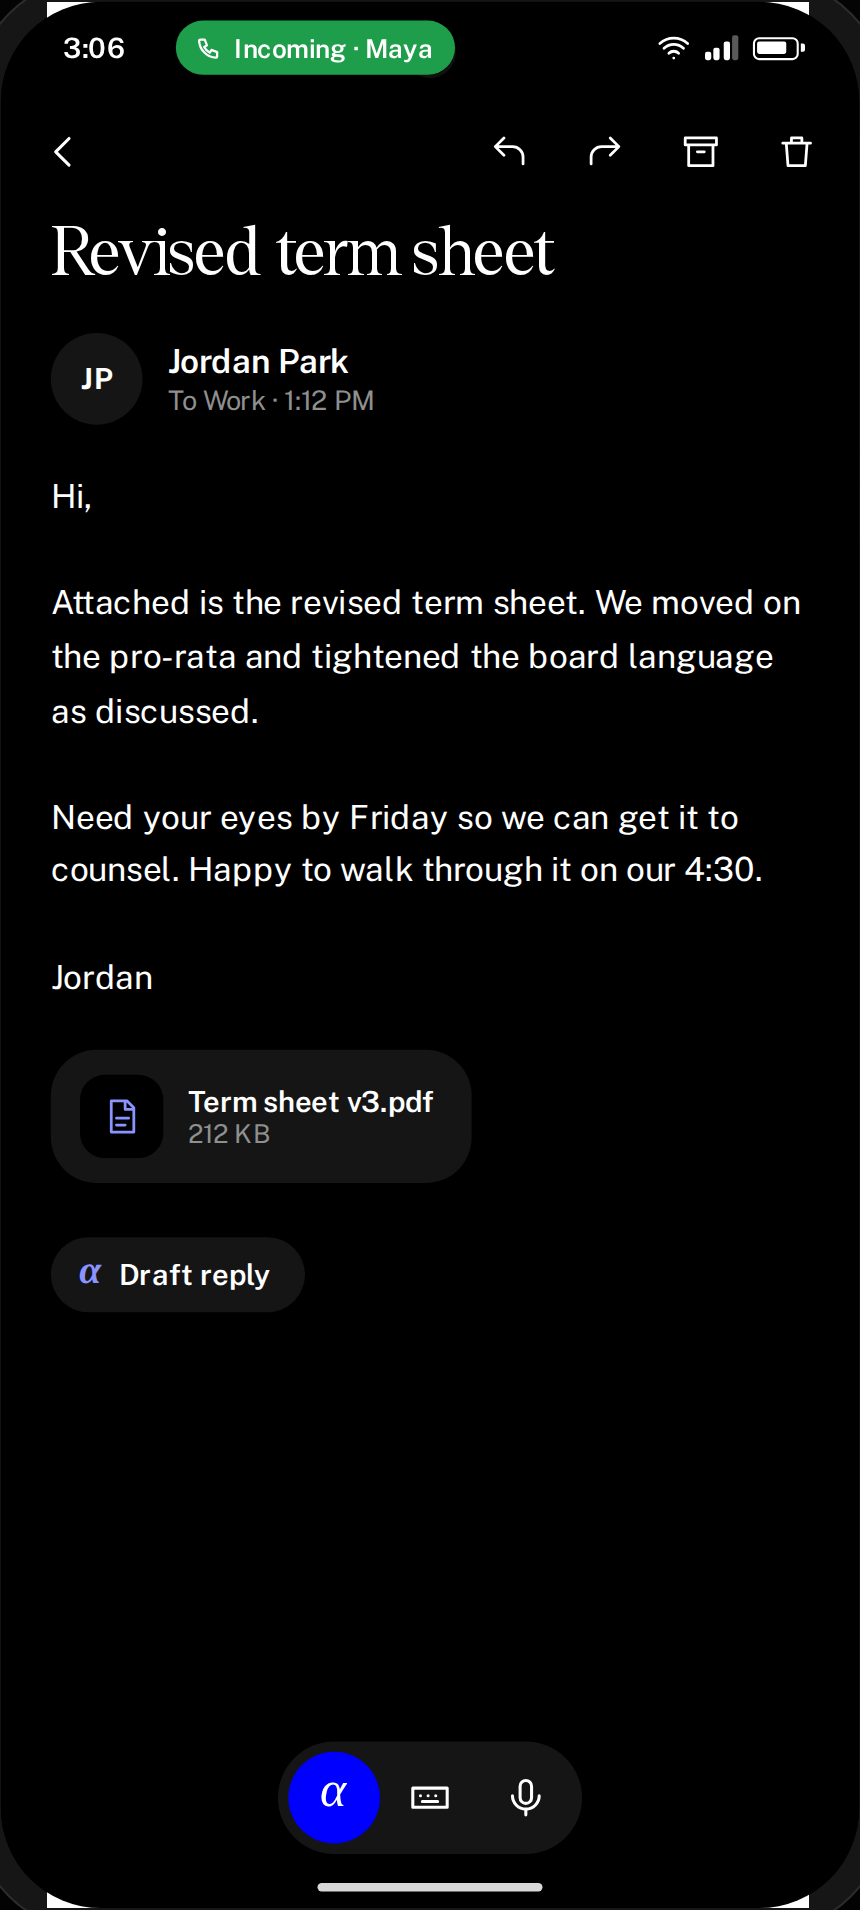 3:06
Incoming · Maya
Revised term sheet
JP
Jordan Park
To Work · 1:12 PM
Hi,
Attached is the revised term sheet. We moved on
the pro-rata and tightened the board language
as discussed.
Need your eyes by Friday so we can get it to
counsel. Happy to walk through it on our 4:30.
Jordan
Term sheet v3.pdf
212 KB
α Draft reply
α